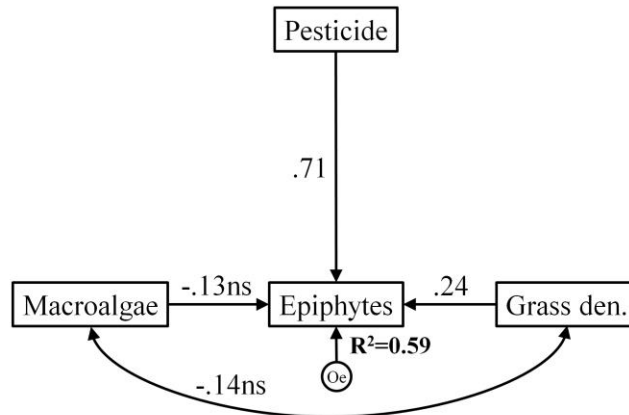 Pesticide
.71
Macroalgae
-.13ns
Epiphytes
.24
Grass den.
R²=0.59
Oe
-.14ns